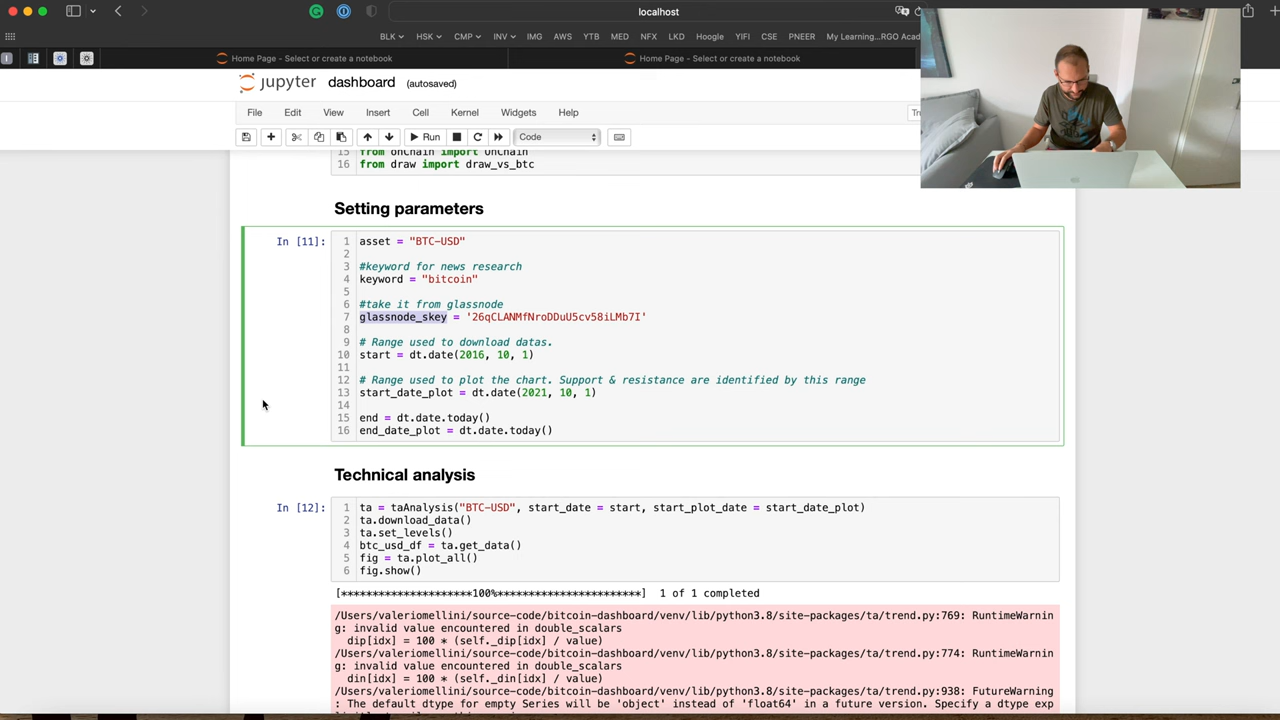 localhost
BLK HSK CMP INV IMG AWS YTB MED NFX LKD Hoogle YIFI CSE PNEER My Learning...RGO Acad
Home Page - Select or create a notebook
Home Page - Select or create a notebook
jupyter dashboard (autosaved)
File Edit View Insert Cell Kernel Widgets Help
Run Code
15 from onChain import OnChain
16 from draw import draw_vs_btc
Setting parameters
In [11]:
1 asset = "BTC-USD"
2
3 #keyword for news research
4 keyword = "bitcoin"
5
6 #take it from glassnode
7 glassnode_skey = '26qCLANMfNroDDuU5cv58iLMb7I'
8
9 # Range used to download datas.
10 start = dt.date(2016, 10, 1)
11
12 # Range used to plot the chart. Support & resistance are identified by this range
13 start_date_plot = dt.date(2021, 10, 1)
14
15 end = dt.date.today()
16 end_date_plot = dt.date.today()
Technical analysis
In [12]:
1 ta = taAnalysis("BTC-USD", start_date = start, start_plot_date = start_date_plot)
2 ta.download_data()
3 ta.set_levels()
4 btc_usd_df = ta.get_data()
5 fig = ta.plot_all()
6 fig.show()
[*********************100%***********************] 1 of 1 completed
/Users/valeriomellini/source-code/bitcoin-dashboard/venv/lib/python3.8/site-packages/ta/trend.py:769: RuntimeWarnin
g: invalid value encountered in double_scalars
dip[idx] = 100 * (self._dip[idx] / value)
/Users/valeriomellini/source-code/bitcoin-dashboard/venv/lib/python3.8/site-packages/ta/trend.py:774: RuntimeWarnin
g: invalid value encountered in double_scalars
din[idx] = 100 * (self._din[idx] / value)
/Users/valeriomellini/source-code/bitcoin-dashboard/venv/lib/python3.8/site-packages/ta/trend.py:938: FutureWarning
: The default dtype for empty Series will be 'object' instead of 'float64' in a future version. Specify a dtype exp